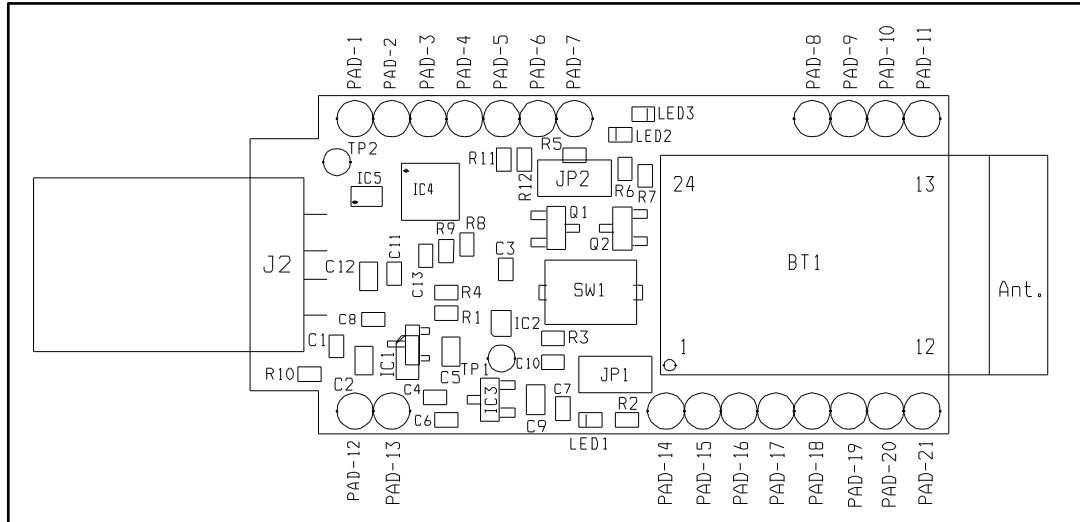 PAD-1
PAD-2
PAD-3
PAD-4
PAD-5
PAD-6
PAD-7
PAD-8
PAD-9
PAD-10
PAD-11
LED3
LED2
TP2
R11
R12
R5
JP2
R6
R7
IC5
IC4
24
13
Q1
Q2
R9
R8
J2
C12
C11
C13
C3
BT1
SW1
Ant.
R4
R1
C8
IC2
C1
R3
1
12
IC1
C5
TP1
C10
R10
C2
JP1
C4
IC3
C7
C6
C9
R2
LED1
PAD-12
PAD-13
PAD-14
PAD-15
PAD-16
PAD-17
PAD-18
PAD-19
PAD-20
PAD-21